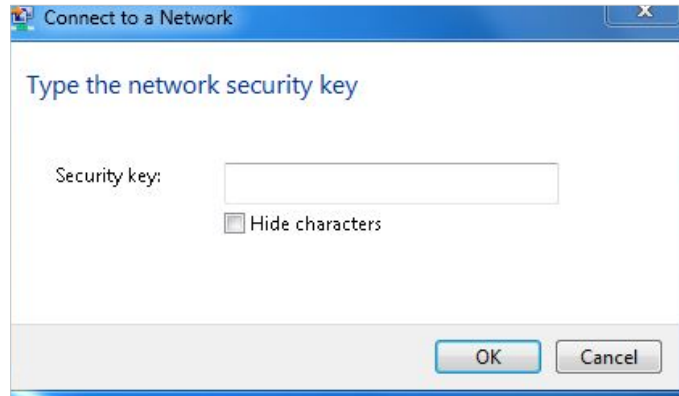 Connect to a Network
X
Type the network security key
Security key:
Hide characters
OK Cancel